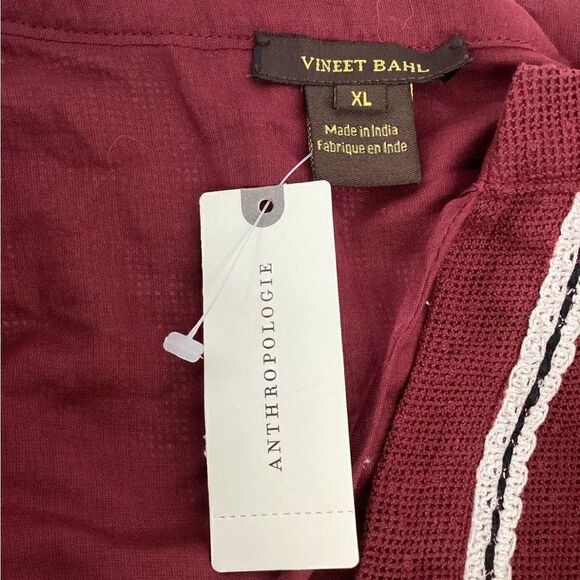 VINEET BAHL
XL
Made in India
Fabrique en Inde
ANTHROPOLOGIE